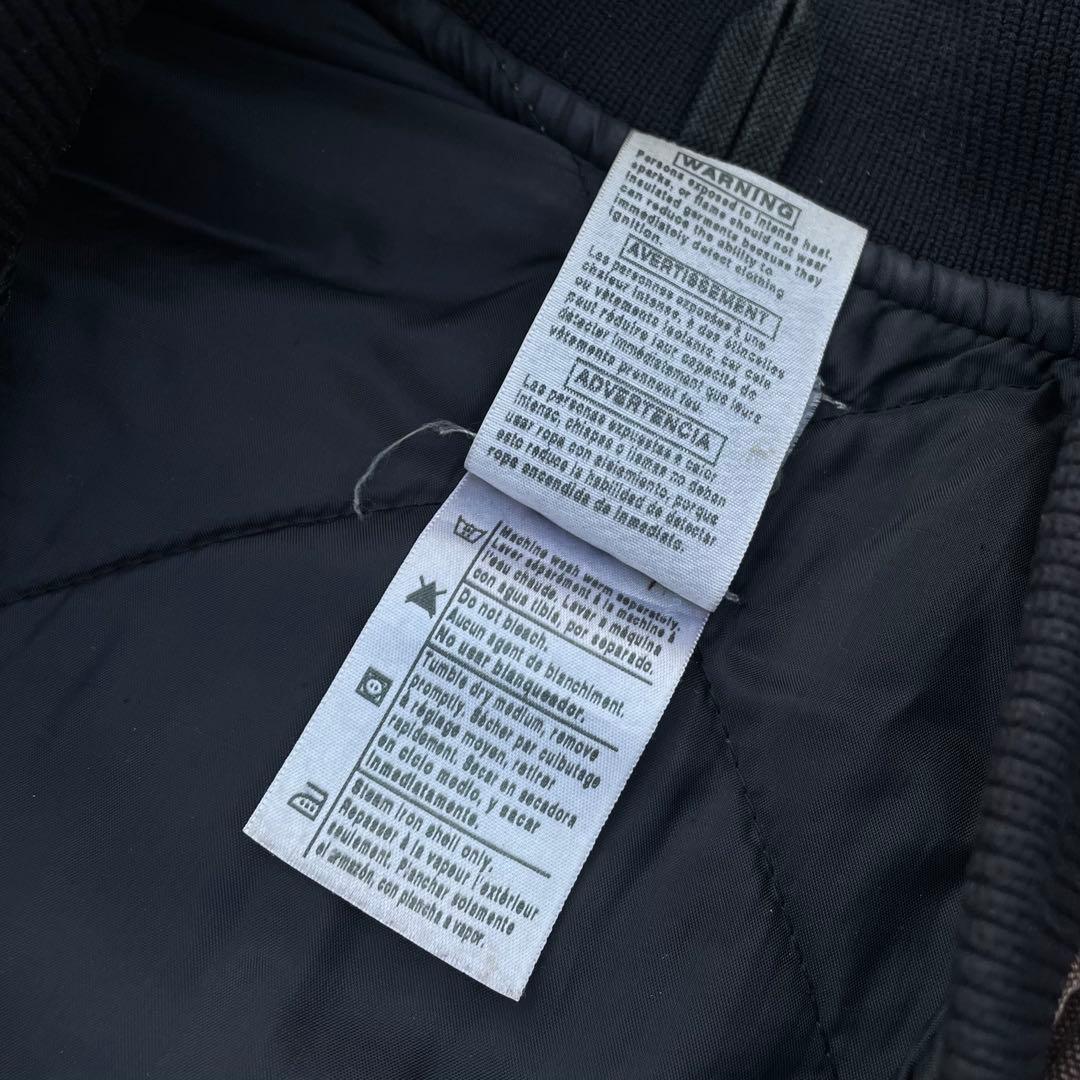 WARNING
Persons exposed to intense heat,
sparks, or flame should not wear
insulated garments because they
can reduce the ability to
immediately detect clothing
ignition.
AVERTISSEMENT
Les personnes exposées à une
chaleur intense, à des étincelles
ou vêtements isolants, car cela
peut réduire leur capacité de
détacler immédiatement que leurs
vêtements prennent feu.
ADVERTENCIA
Las personas expuestas a calor
intenso, chispas o llamas no deben
usar ropa con aislamiento, porque
esto reduce la habilidad de detectar
ropa encendida de inmediato.
Machine wash warm separately.
Laver séparément à la machine à
l'eau chaude. Lavar a máquina
con agua tibia, por separado.
Do not bleach.
Aucun agent de blanchiment.
No usar blanqueador.
Tumble dry medium, remove
promptly. Sécher par culbutage
à réglage moyen, retirer
rapidement. Secar en secadora
en ciclo medio, y sacar
inmediatamente.
Steam iron shell only.
Repasser à la vapeur l'extérieur
seulement. Planchar solamente
el armazón, con plancha a vapor.